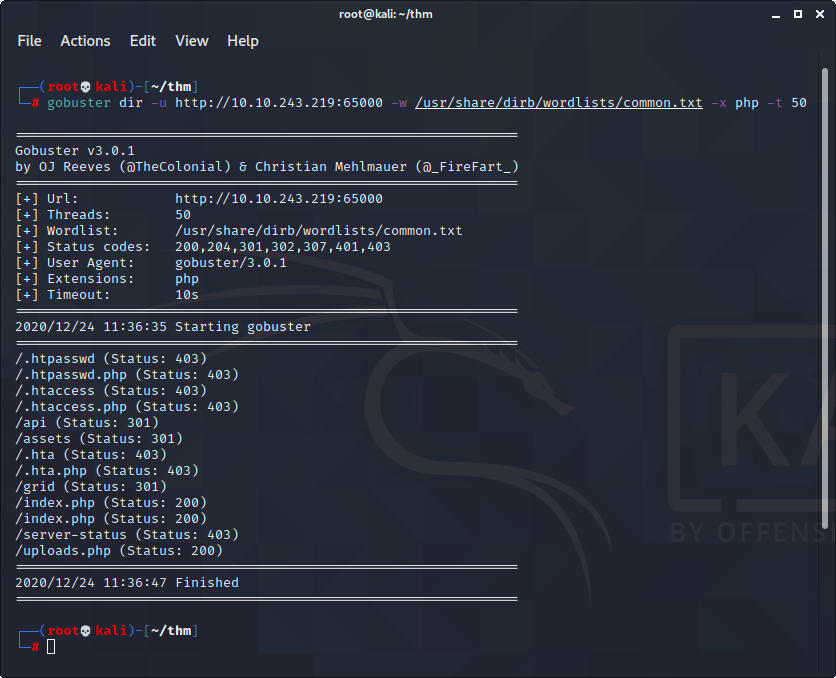 root@kali: ~/thm
File Actions Edit View Help
┌──(root💀kali)-[~/thm]
└─# gobuster dir -u http://10.10.243.219:65000 -w /usr/share/dirb/wordlists/common.txt -x php -t 50
===============================================================
Gobuster v3.0.1
by OJ Reeves (@TheColonial) & Christian Mehlmauer (@_FireFart_)
===============================================================
[+] Url:            http://10.10.243.219:65000
[+] Threads:        50
[+] Wordlist:       /usr/share/dirb/wordlists/common.txt
[+] Status codes:   200,204,301,302,307,401,403
[+] User Agent:     gobuster/3.0.1
[+] Extensions:     php
[+] Timeout:        10s
===============================================================
2020/12/24 11:36:35 Starting gobuster
===============================================================
/.htpasswd (Status: 403)
/.htpasswd.php (Status: 403)
/.htaccess (Status: 403)
/.htaccess.php (Status: 403)
/api (Status: 301)
/assets (Status: 301)
/.hta (Status: 403)
/.hta.php (Status: 403)
/grid (Status: 301)
/index.php (Status: 200)
/index.php (Status: 200)
/server-status (Status: 403)
/uploads.php (Status: 200)
===============================================================
2020/12/24 11:36:47 Finished
===============================================================
┌──(root💀kali)-[~/thm]
└─#
KA
BY OFFENS